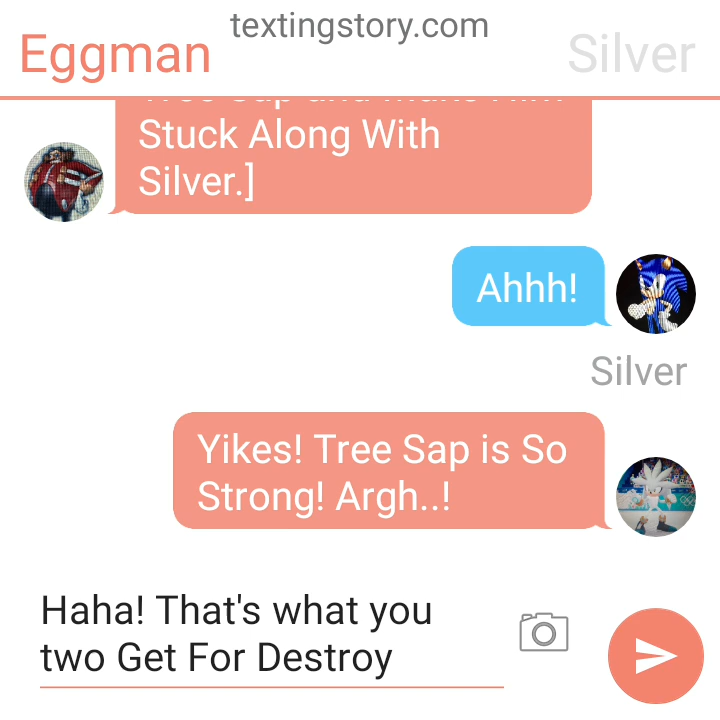 textingstory.com
Eggman
Silver
Stuck Along With
Silver.]
Ahhh!
Silver
Yikes! Tree Sap is So
Strong! Argh..!
Haha! That's what you
two Get For Destroy